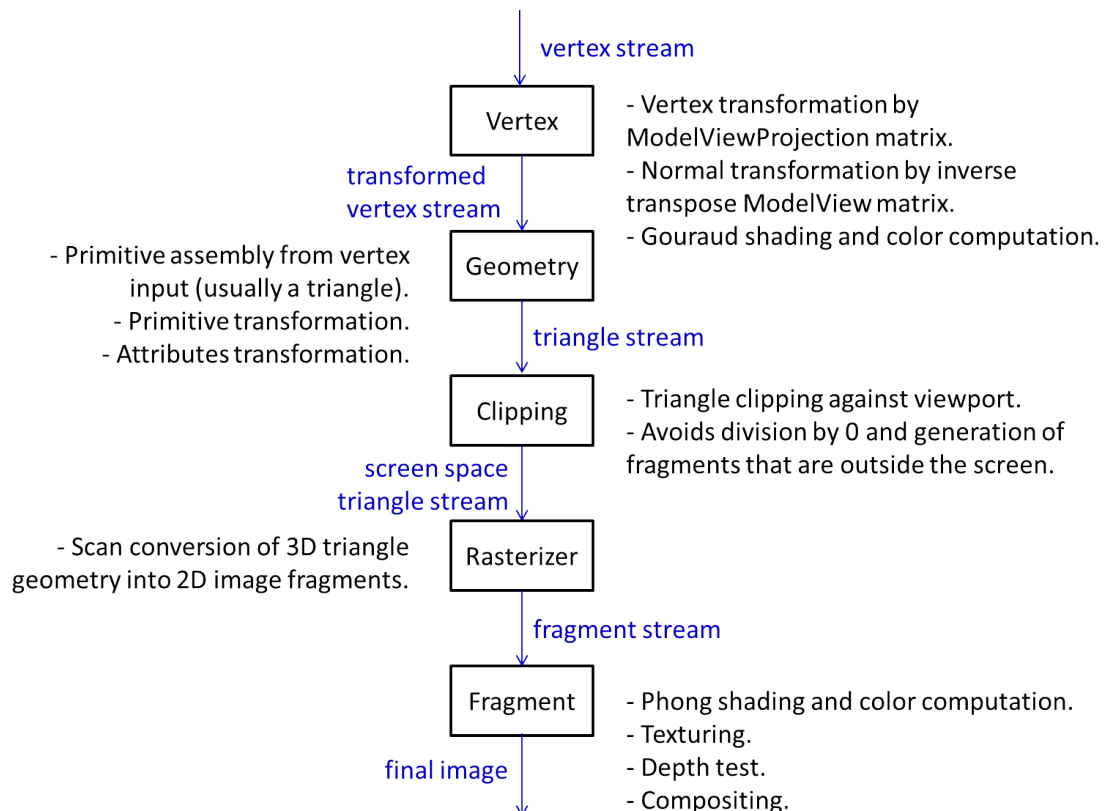 vertex stream
Vertex
- Vertex transformation by
ModelViewProjection matrix.
- Normal transformation by inverse
transpose ModelView matrix.
- Gouraud shading and color computation.
transformed
vertex stream
- Primitive assembly from vertex
input (usually a triangle).
- Primitive transformation.
- Attributes transformation.
Geometry
triangle stream
Clipping
- Triangle clipping against viewport.
- Avoids division by 0 and generation of
fragments that are outside the screen.
screen space
triangle stream
- Scan conversion of 3D triangle
geometry into 2D image fragments.
Rasterizer
fragment stream
Fragment
- Phong shading and color computation.
- Texturing.
- Depth test.
- Compositing.
final image